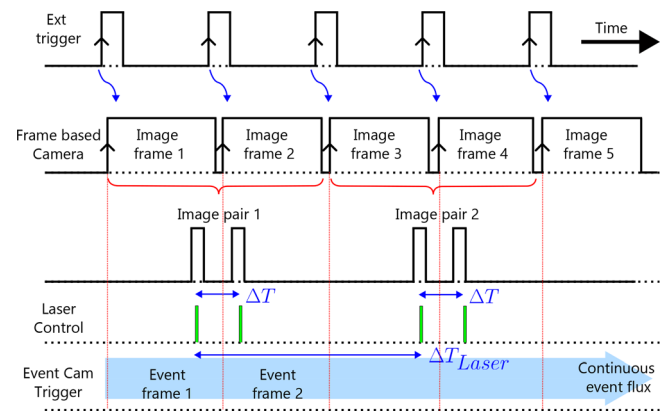 Ext
trigger
Time
Frame based
Camera
Image
frame 1
Image
frame 2
Image
frame 3
Image
frame 4
Image
frame 5
Image pair 1
Image pair 2
ΔT
ΔT
Laser
Control
ΔT_Laser
Event Cam
Trigger
Event
frame 1
Event
frame 2
Continuous
event flux